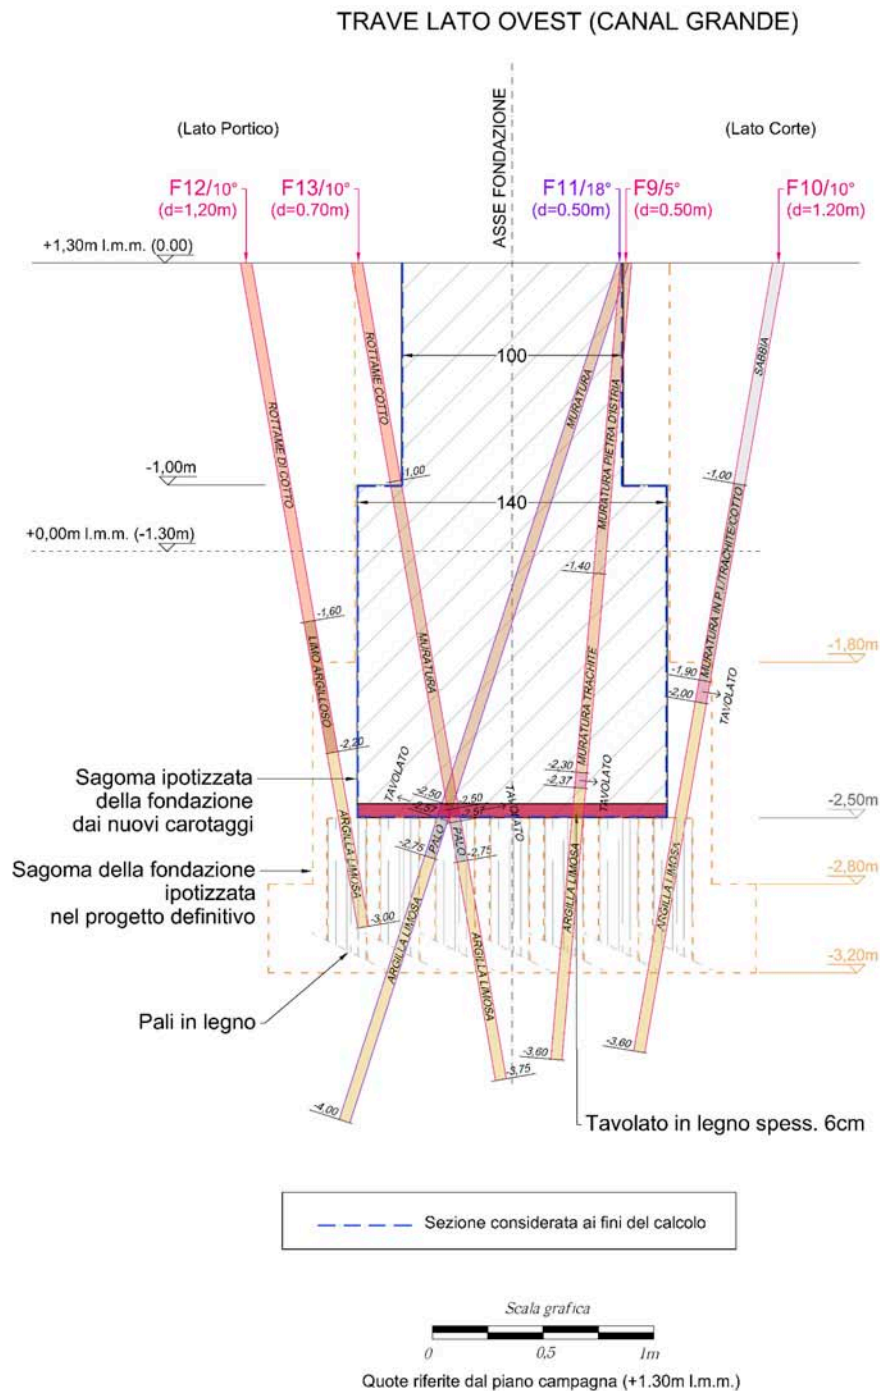 TRAVE LATO OVEST (CANAL GRANDE)
(Lato Portico)
ASSE FONDAZIONE
(Lato Corte)
F12/10°
(d=1,20m)
F13/10°
(d=0.70m)
F11/18°
(d=0.50m)
F9/5°
(d=0.50m)
F10/10°
(d=1.20m)
+1,30m l.m.m. (0.00)
ROTTAME DI COTTO
ROTTAME COTTO
MURATURA
MURATURA PIETRA D'ISTRIA
SABBIA
100
-1,00m
-1,00
-1,00
140
+0,00m l.m.m. (-1.30m)
-1,40
-1,60
LIMO ARGILLOSO
MURATURA
MURATURA TRACHITE
MURATURA IN P.I./TRACHITE/COTTO
-1,80m
-1,90
-2,00
TAVOLATO
-2,20
-2,30
-2,37
TAVOLATO
TAVOLATO
-2,50
-2,57
-2,50
-2,57
TAVOLATO
-2,50m
Sagoma ipotizzata
della fondazione
dai nuovi carotaggi
PALO
PALO
-2,75
-2,75
ARGILLA LIMOSA
ARGILLA LIMOSA
ARGILLA LIMOSA
ARGILLA LIMOSA
ARGILLA LIMOSA
-2,80m
Sagoma della fondazione
ipotizzata
nel progetto definitivo
-3,00
-3,20m
Pali in legno
-3,60
-3,60
-3,75
-4,00
Tavolato in legno spess. 6cm
Sezione considerata ai fini del calcolo
Scala grafica
0 0,5 1m
Quote riferite dal piano campagna (+1.30m l.m.m.)